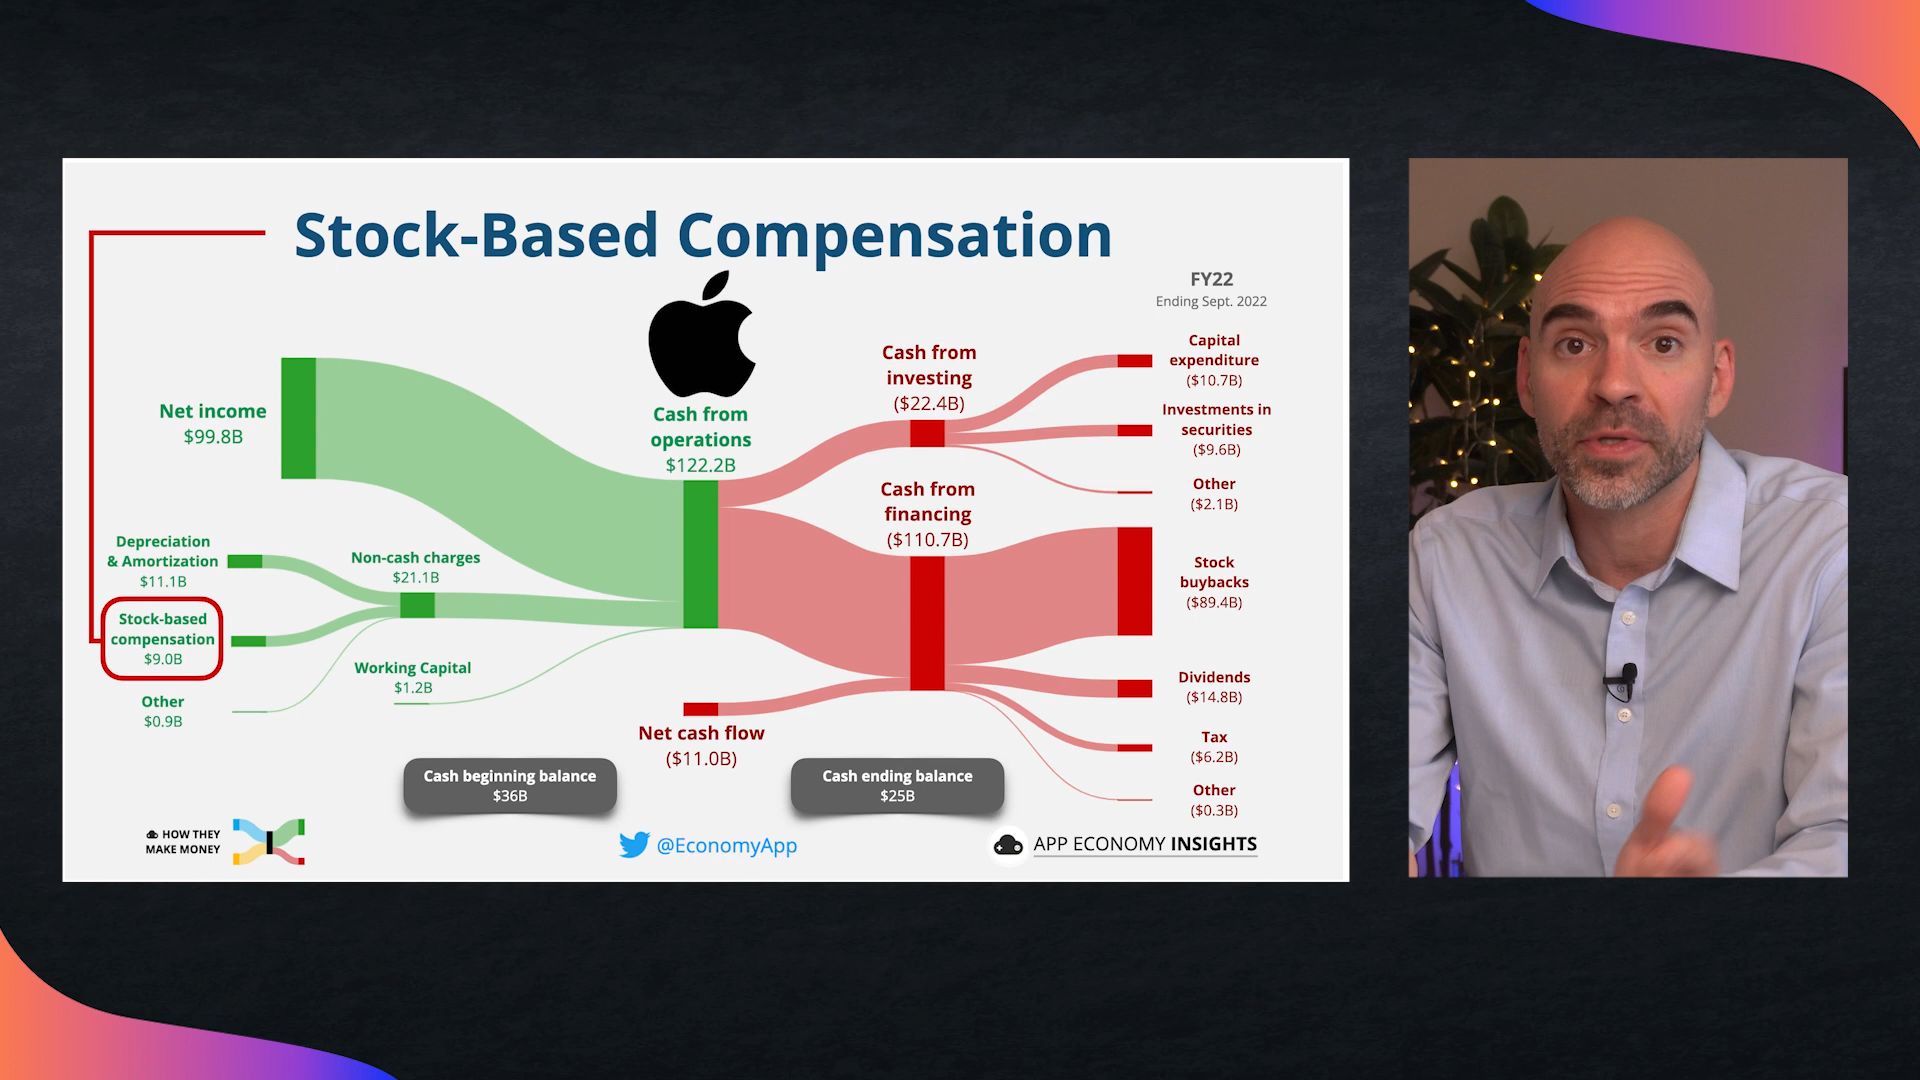 Stock-Based Compensation
FY22
Ending Sept. 2022
Net income
$99.8B
Depreciation
& Amortization
$11.1B
Stock-based
compensation
$9.0B
Other
$0.9B
Non-cash charges
$21.1B
Working Capital
$1.2B
Cash from
operations
$122.2B
Net cash flow
($11.0B)
Cash from
investing
($22.4B)
Cash from
financing
($110.7B)
Capital
expenditure
($10.7B)
Investments in
securities
($9.6B)
Other
($2.1B)
Stock
buybacks
($89.4B)
Dividends
($14.8B)
Tax
($6.2B)
Other
($0.3B)
Cash beginning balance
$36B
Cash ending balance
$25B
HOW THEY
MAKE MONEY
@EconomyApp
APP ECONOMY INSIGHTS